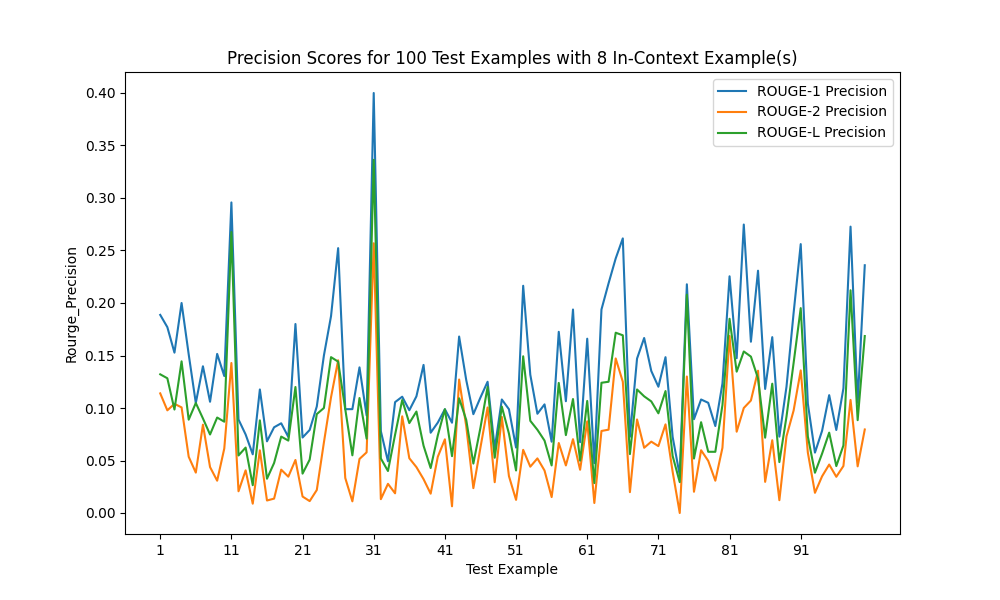 Precision Scores for 100 Test Examples with 8 In-Context Example(s)
ROUGE-1 Precision
ROUGE-2 Precision
ROUGE-L Precision
Rourge_Precision
0.40
0.35
0.30
0.25
0.20
0.15
0.10
0.05
0.00
1 11 21 31 41 51 61 71 81 91
Test Example